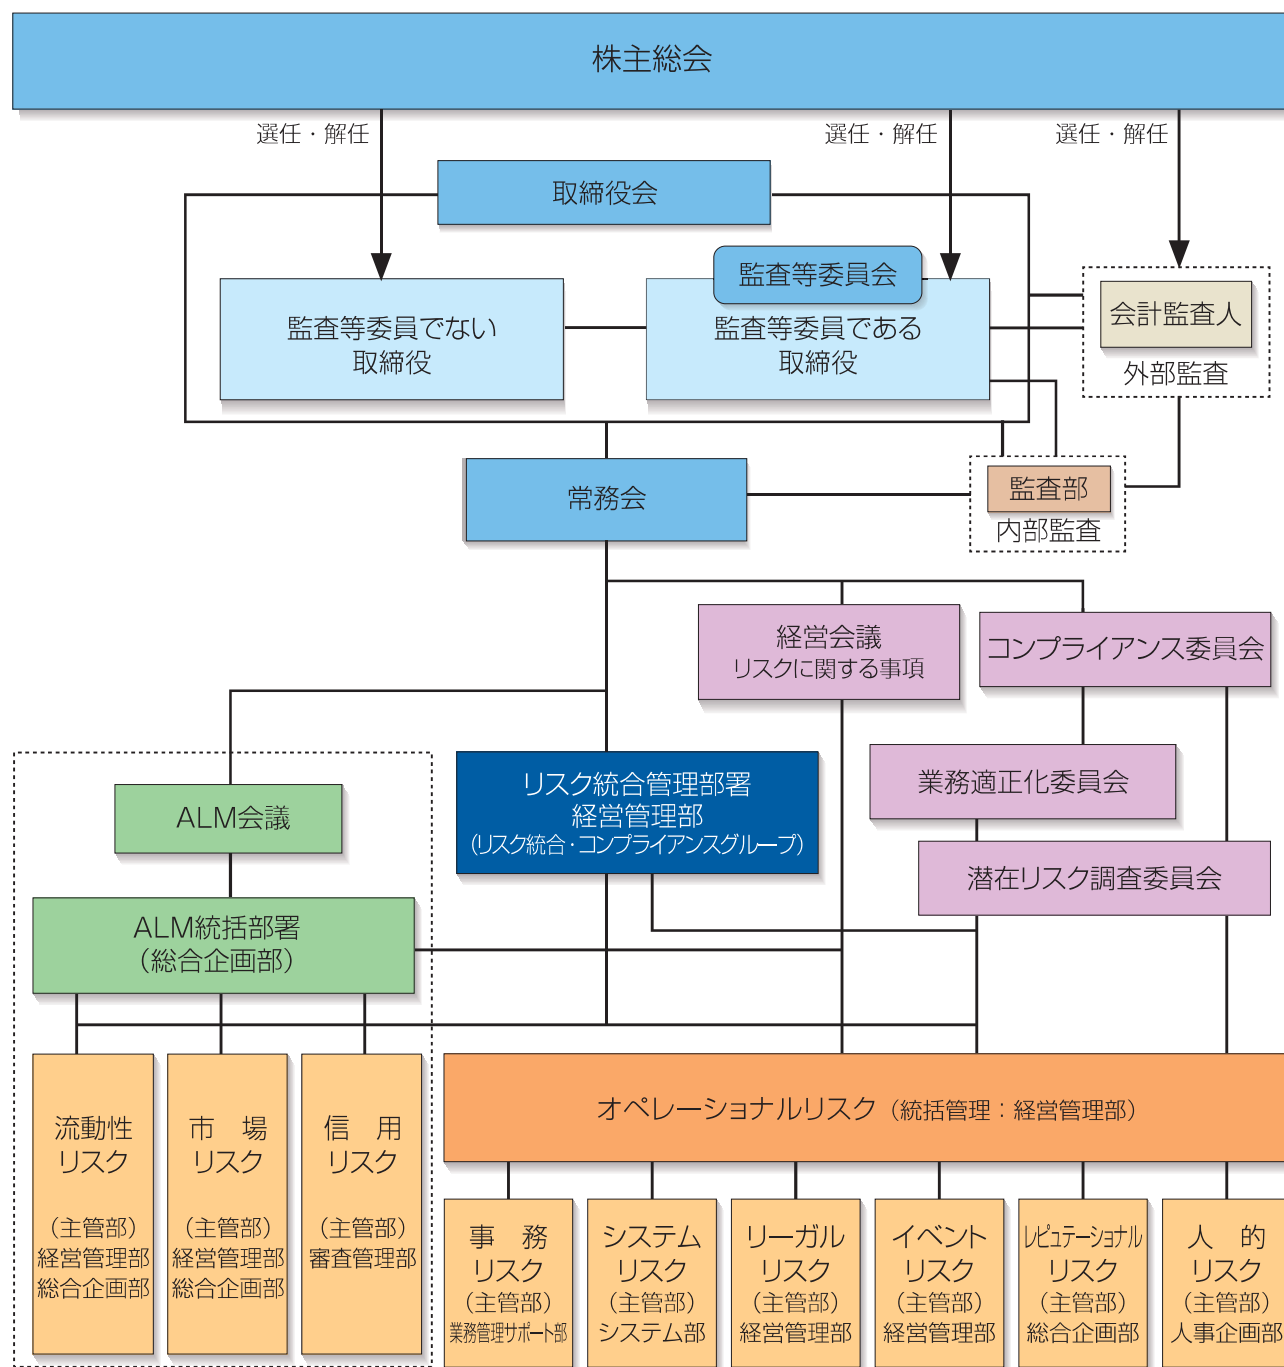 株主総会
選任・解任
選任・解任
選任・解任
取締役会
監査等委員会
監査等委員でない
取締役
監査等委員である
取締役
会計監査人
外部監査
常務会
監査部
内部監査
経営会議
リスクに関する事項
コンプライアンス委員会
リスク統合管理部署
経営管理部
(リスク統合・コンプライアンスグループ)
業務適正化委員会
ALM会議
潜在リスク調査委員会
ALM統括部署
(総合企画部)
オペレーショナルリスク(統括管理:経営管理部)
流動性
リスク
(主管部)
経営管理部
総合企画部
市 場
リスク
(主管部)
経営管理部
総合企画部
信 用
リスク
(主管部)
審査管理部
事 務
リスク
(主管部)
業務管理サポート部
システム
リスク
(主管部)
システム部
リーガル
リスク
(主管部)
経営管理部
イベント
リスク
(主管部)
経営管理部
レピュテーショナル
リスク
(主管部)
総合企画部
人 的
リスク
(主管部)
人事企画部